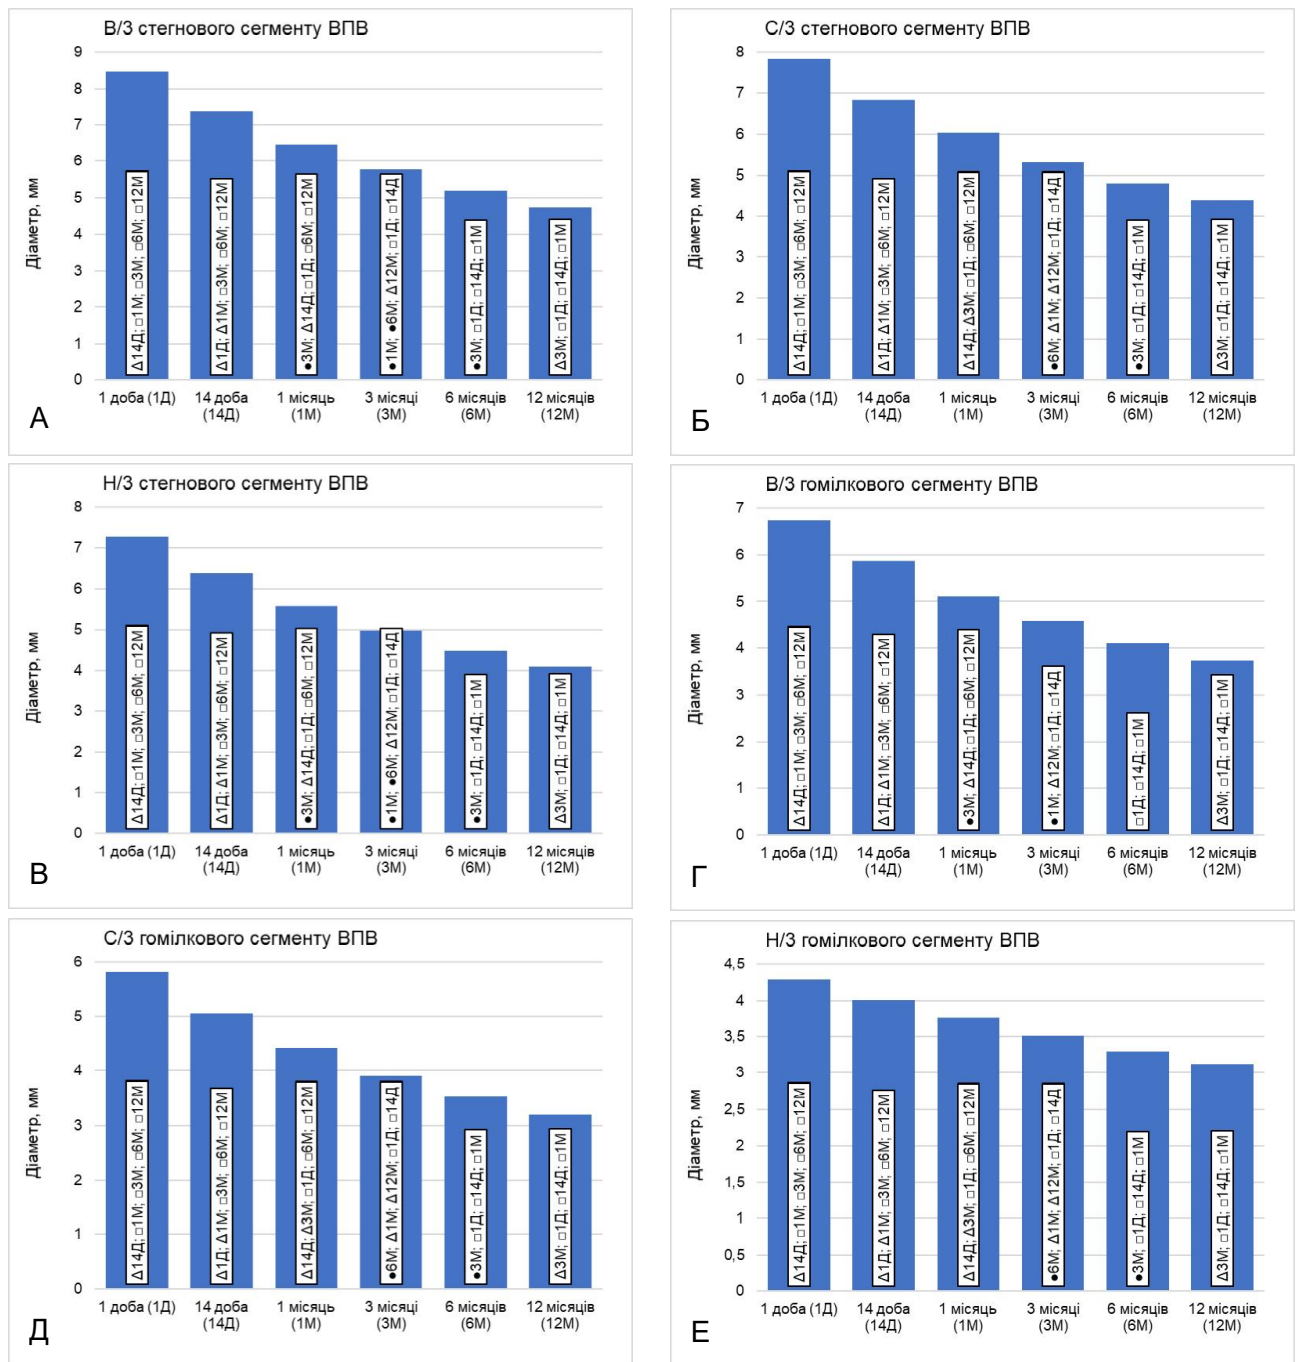 В/3 стегнового сегменту ВПВ
Діаметр, мм
9
8
7
6
5
4
3
2
1
0
Δ14Д; □1М; □3М; □6М; □12М
Δ1Д; Δ1М; □3М; □6М; □12М
●3М; Δ14Д; □1Д; □6М; □12М
●1М; ●6М; Δ12М; □1Д; □14Д
●3М; □1Д; □14Д; □1М
Δ3М; □1Д; □14Д; □1М
1 доба (1Д) 14 доба 1 місяць 3 місяці 6 місяців 12 місяців
(14Д) (1М) (3М) (6М) (12М)
А
С/3 стегнового сегменту ВПВ
Діаметр, мм
8
7
6
5
4
3
2
1
0
Δ14Д; □1М; □3М; □6М; □12М
Δ1Д; Δ1М; □3М; □6М; □12М
Δ14Д; Δ3М; □1Д; □6М; □12М
●6М; Δ1М; Δ12М; □1Д; □14Д
●3М; □1Д; □14Д; □1М
Δ3М; □1Д; □14Д; □1М
1 доба (1Д) 14 доба 1 місяць 3 місяці 6 місяців 12 місяців
(14Д) (1М) (3М) (6М) (12М)
Б
Н/3 стегнового сегменту ВПВ
Діаметр, мм
8
7
6
5
4
3
2
1
0
Δ14Д; □1М; □3М; □6М; □12М
Δ1Д; Δ1М; □3М; □6М; □12М
●3М; Δ14Д; □1Д; □6М; □12М
●1М; ●6М; Δ12М; □1Д; □14Д
●3М; □1Д; □14Д; □1М
Δ3М; □1Д; □14Д; □1М
1 доба (1Д) 14 доба 1 місяць 3 місяці 6 місяців 12 місяців
(14Д) (1М) (3М) (6М) (12М)
В
В/3 гомілкового сегменту ВПВ
Діаметр, мм
7
6
5
4
3
2
1
0
Δ14Д; □1М; □3М; □6М; □12М
Δ1Д; Δ1М; □3М; □6М; □12М
●3М; Δ14Д; □1Д; □6М; □12М
●1М; Δ12М; □1Д; □14Д
□1Д; □14Д; □1М
Δ3М; □1Д; □14Д; □1М
1 доба (1Д) 14 доба 1 місяць 3 місяці 6 місяців 12 місяців
(14Д) (1М) (3М) (6М) (12М)
Г
С/3 гомілкового сегменту ВПВ
Діаметр, мм
6
5
4
3
2
1
0
Δ14Д; □1М; □3М; □6М; □12М
Δ1Д; Δ1М; □3М; □6М; □12М
Δ14Д; Δ3М; □1Д; □6М; □12М
●6М; Δ1М; Δ12М; □1Д; □14Д
●3М; □1Д; □14Д; □1М
Δ3М; □1Д; □14Д; □1М
1 доба (1Д) 14 доба 1 місяць 3 місяці 6 місяців 12 місяців
(14Д) (1М) (3М) (6М) (12М)
Д
Н/3 гомілкового сегменту ВПВ
Діаметр, мм
4,5
4
3,5
3
2,5
2
1,5
1
0,5
0
Δ14Д; □1М; □3М; □6М; □12М
Δ1Д; Δ1М; □3М; □6М; □12М
Δ14Д; Δ3М; □1Д; □6М; □12М
●6М; Δ1М; Δ12М; □1Д; □14Д
●3М; □1Д; □14Д; □1М
Δ3М; □1Д; □14Д; □1М
1 доба (1Д) 14 доба 1 місяць 3 місяці 6 місяців 12 місяців
(14Д) (1М) (3М) (6М) (12М)
Е